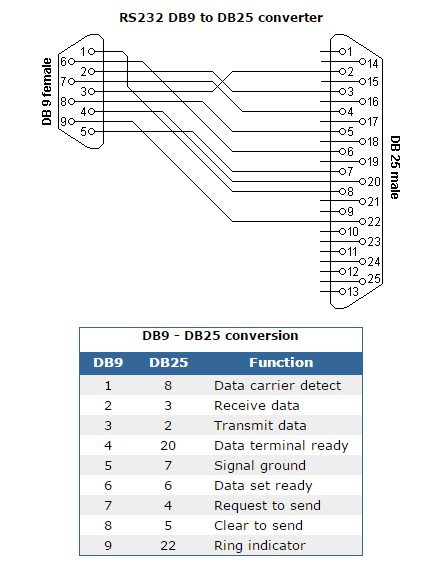 RS232 DB9 to DB25 converter
DB 9 female
1
6
2
7
3
8
4
9
5
1
14
2
15
3
16
4
17
5
18
6
19
7
20
8
21
9
22
10
23
11
24
12
25
13
DB 25 male
DB9 - DB25 conversion
DB9 DB25 Function
1 8 Data carrier detect
2 3 Receive data
3 2 Transmit data
4 20 Data terminal ready
5 7 Signal ground
6 6 Data set ready
7 4 Request to send
8 5 Clear to send
9 22 Ring indicator